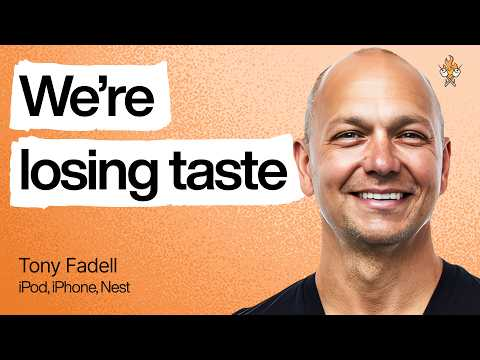 We're
losing taste
Tony Fadell
iPod, iPhone, Nest